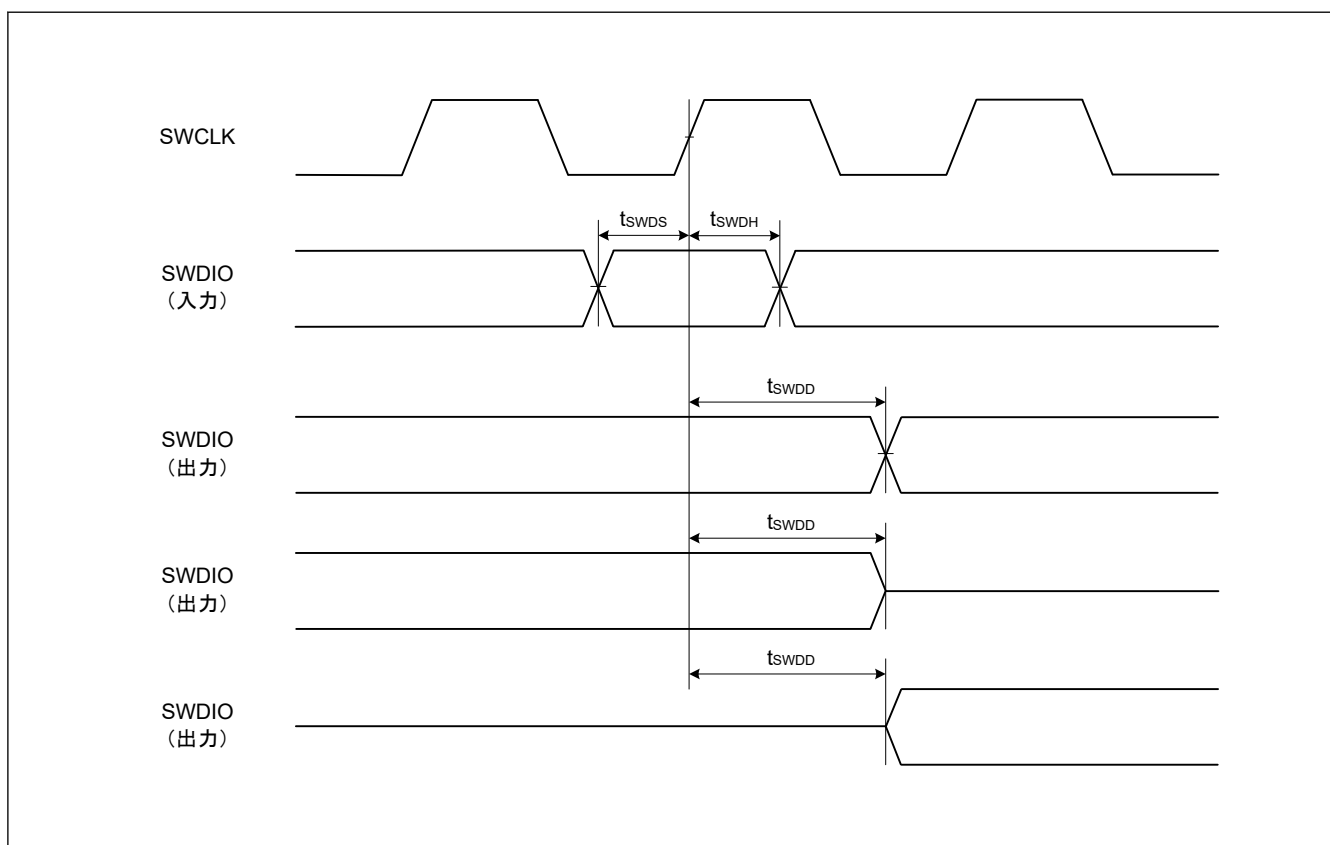 SWCLK
tSWDS
tSWDH
SWDIO
（入力）
tSWDD
SWDIO
（出力）
tSWDD
SWDIO
（出力）
tSWDD
SWDIO
（出力）